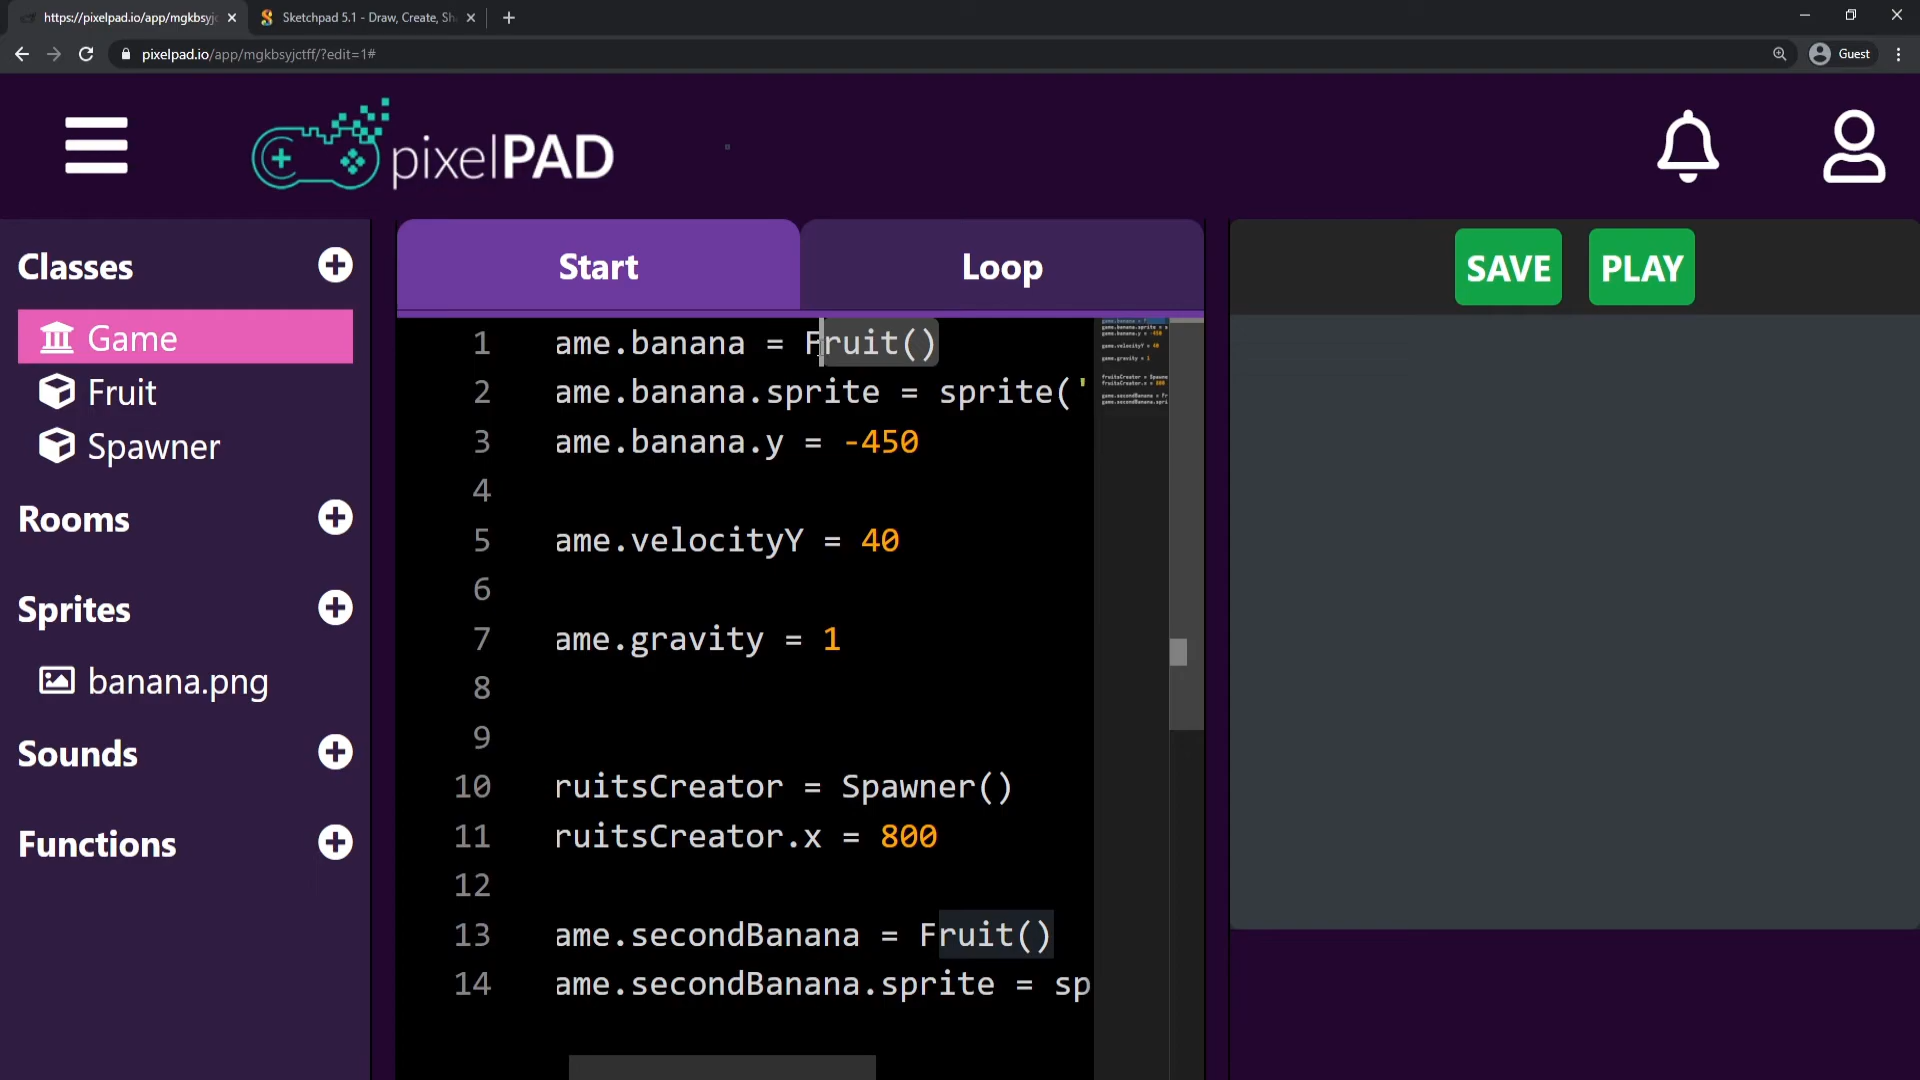 https://pixelpad.io/app/mgkbsyjc
Sketchpad 5.1 - Draw, Create, Sh
pixelpad.io/app/mgkbsyjctff/?edit=1#
Guest
pixelPAD
Classes
Game
Fruit
Spawner
Rooms
Sprites
banana.png
Sounds
Functions
Start
Loop
1 ame.banana = Fruit()
2 ame.banana.sprite = sprite('
3 ame.banana.y = -450
4
5 ame.velocityY = 40
6
7 ame.gravity = 1
8
9
10 ruitsCreator = Spawner()
11 ruitsCreator.x = 800
12
13 ame.secondBanana = Fruit()
14 ame.secondBanana.sprite = sp
SAVE
PLAY